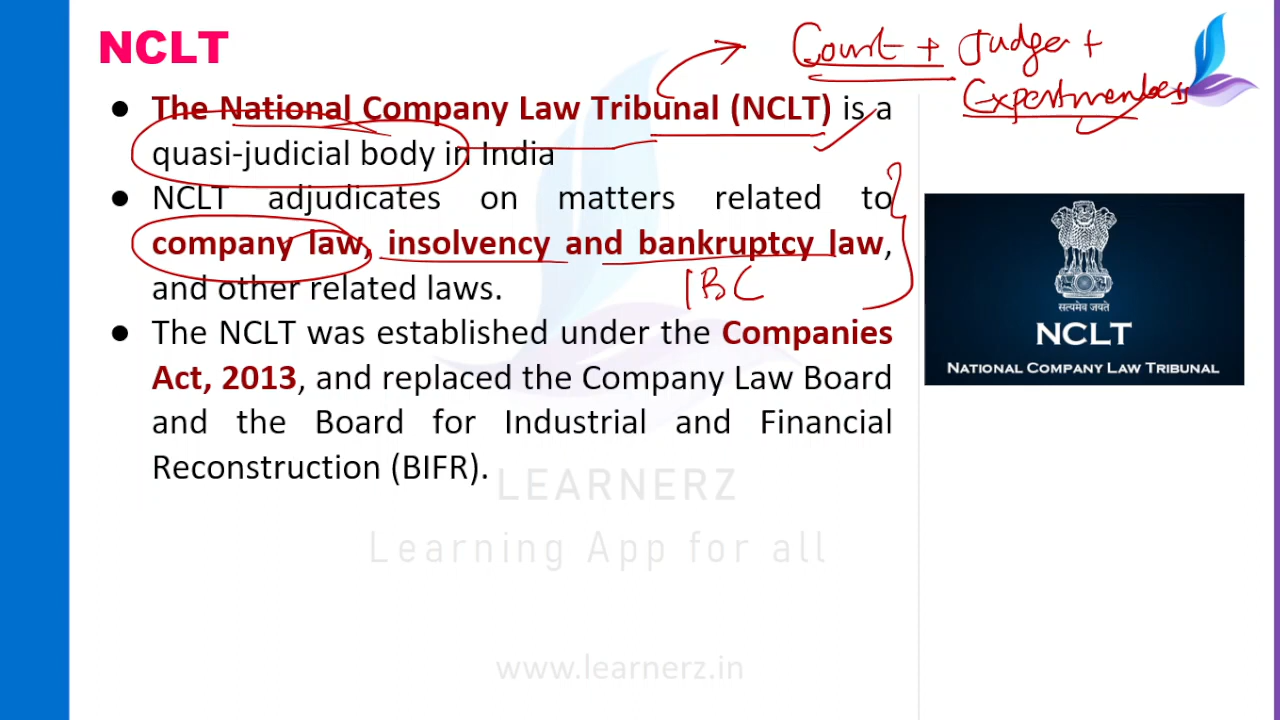 NCLT
Court + Judge +
Expert members
● The National Company Law Tribunal (NCLT) is a
quasi-judicial body in India
● NCLT adjudicates on matters related to
company law, insolvency and bankruptcy law,
and other related laws.
IBC
● The NCLT was established under the Companies
Act, 2013, and replaced the Company Law Board
and the Board for Industrial and Financial
Reconstruction (BIFR).
सत्यमेव जयते
NCLT
NATIONAL COMPANY LAW TRIBUNAL
LEARNERZ
Learning App for all
www.learnerz.in